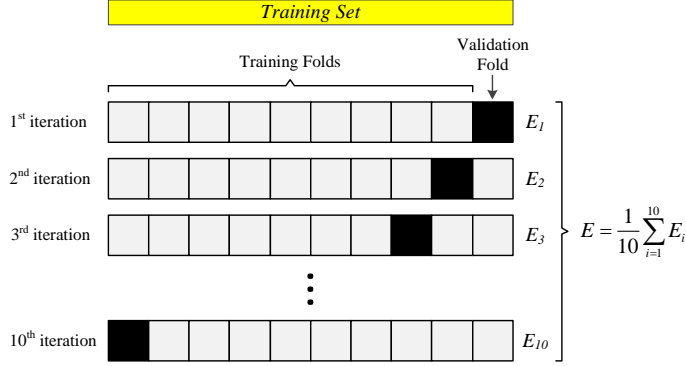 Training Set
Training Folds
Validation
Fold
1st iteration
E1
2nd iteration
E2
3rd iteration
E3
E = 1/10 ∑_{i=1}^{10} E_i
10th iteration
E10